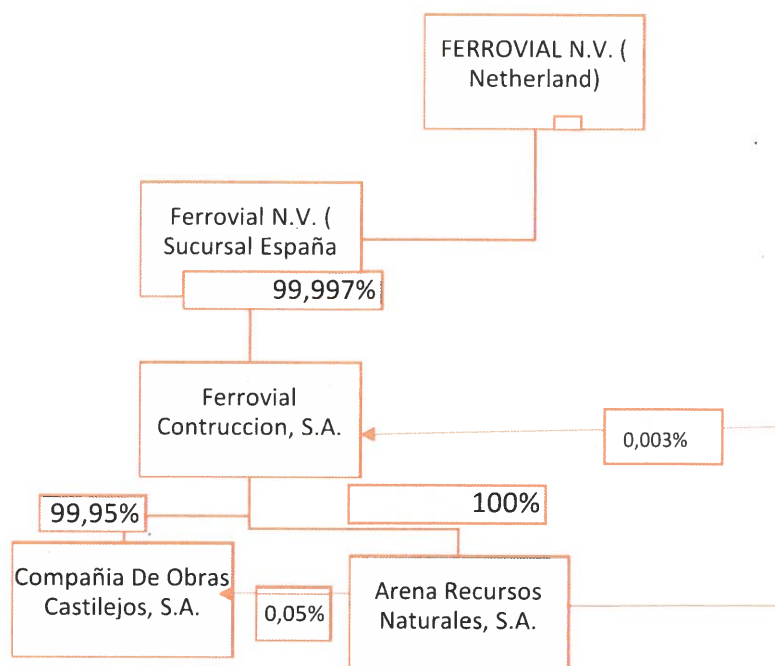 FERROVIAL N.V. (
Netherland)
Ferrovial N.V. (
Sucursal España
99,997%
Ferrovial
Contruccion, S.A.
0,003%
99,95%
100%
Compañia De Obras
Castilejos, S.A.
0,05%
Arena Recursos
Naturales, S.A.